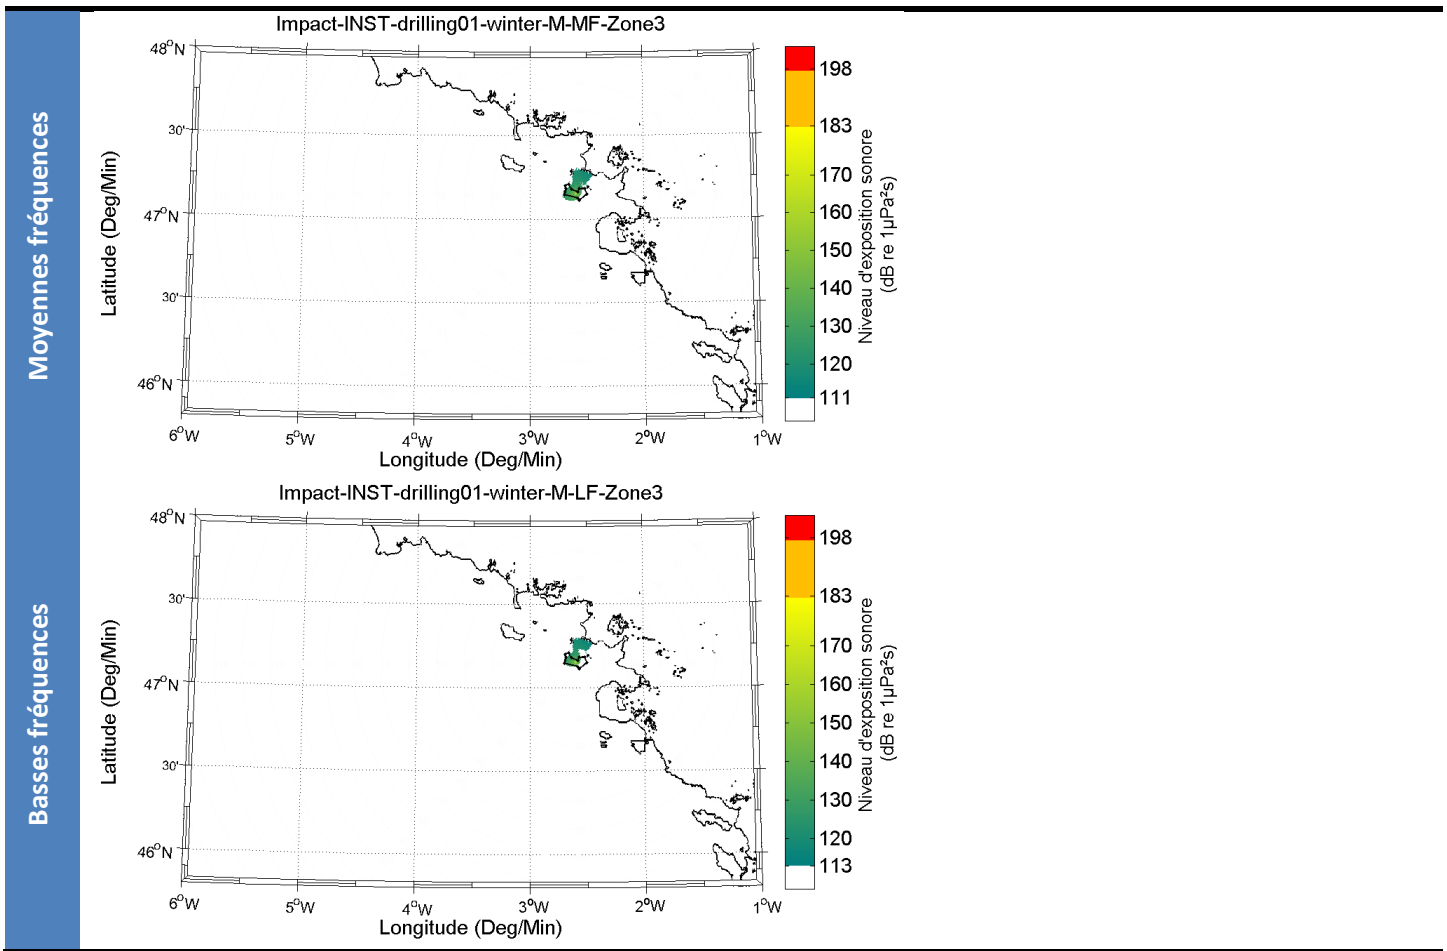 Moyennes fréquences
Impact-INST-drilling01-winter-M-MF-Zone3
48°N
30'
47°N
30'
46°N
Latitude (Deg/Min)
6°W
5°W
4°W
3°W
2°W
1°W
Longitude (Deg/Min)
198
183
170
160
150
140
130
120
111
Niveau d'exposition sonore
(dB re 1µPa²s)
Basses fréquences
Impact-INST-drilling01-winter-M-LF-Zone3
48°N
30'
47°N
30'
46°N
Latitude (Deg/Min)
6°W
5°W
4°W
3°W
2°W
1°W
Longitude (Deg/Min)
198
183
170
160
150
140
130
120
113
Niveau d'exposition sonore
(dB re 1µPa²s)